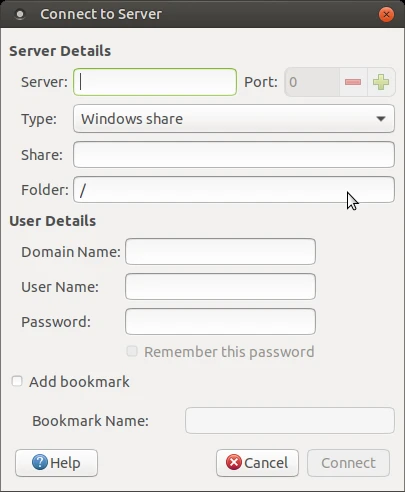 Connect to Server
Server Details
Server: Port: 0
Type: Windows share
Share:
Folder: /
User Details
Domain Name:
User Name:
Password:
Remember this password
Add bookmark
Bookmark Name:
Help Cancel Connect